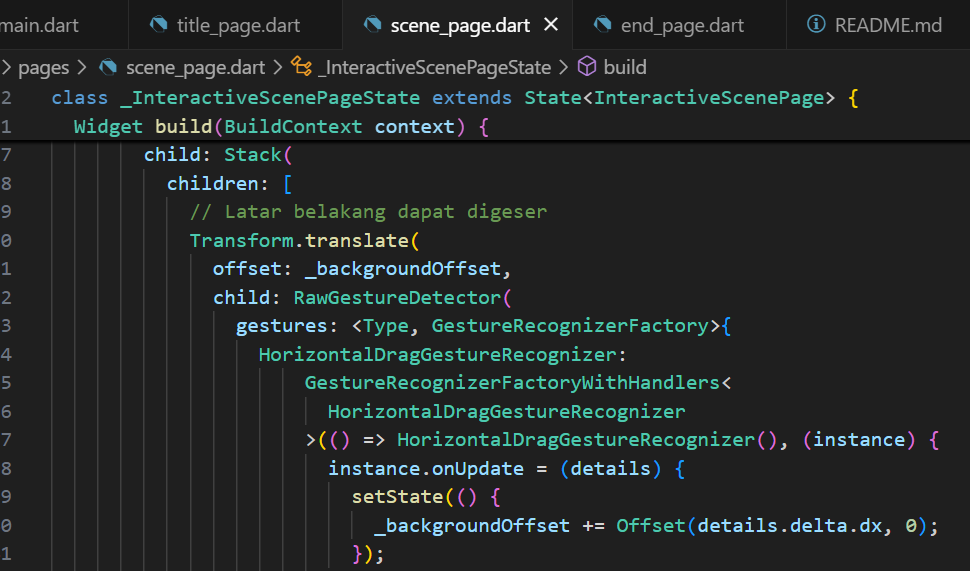 main.dart title_page.dart scene_page.dart × end_page.dart README.md
> pages > scene_page.dart > _InteractiveScenePageState > build
2 class _InteractiveScenePageState extends State<InteractiveScenePage> {
1 Widget build(BuildContext context) {
7 child: Stack(
8 children: [
9 // Latar belakang dapat digeser
0 Transform.translate(
1 offset: _backgroundOffset,
2 child: RawGestureDetector(
3 gestures: <Type, GestureRecognizerFactory>{
4 HorizontalDragGestureRecognizer:
5 GestureRecognizerFactoryWithHandlers<
6 HorizontalDragGestureRecognizer
7 >(() => HorizontalDragGestureRecognizer(), (instance) {
8 instance.onUpdate = (details) {
9 setState(() {
0 _backgroundOffset += Offset(details.delta.dx, 0);
1 });